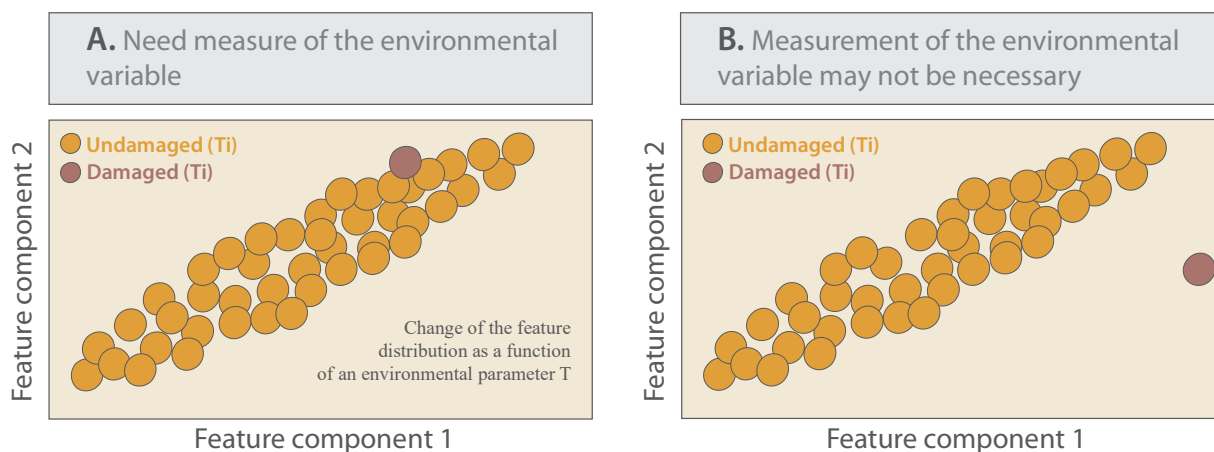 A. Need measure of the environmental
variable
Feature component 2
Undamaged (Ti)
Damaged (Ti)
Change of the feature
distribution as a function
of an environmental parameter T
Feature component 1
B. Measurement of the environmental
variable may not be necessary
Feature component 2
Undamaged (Ti)
Damaged (Ti)
Feature component 1